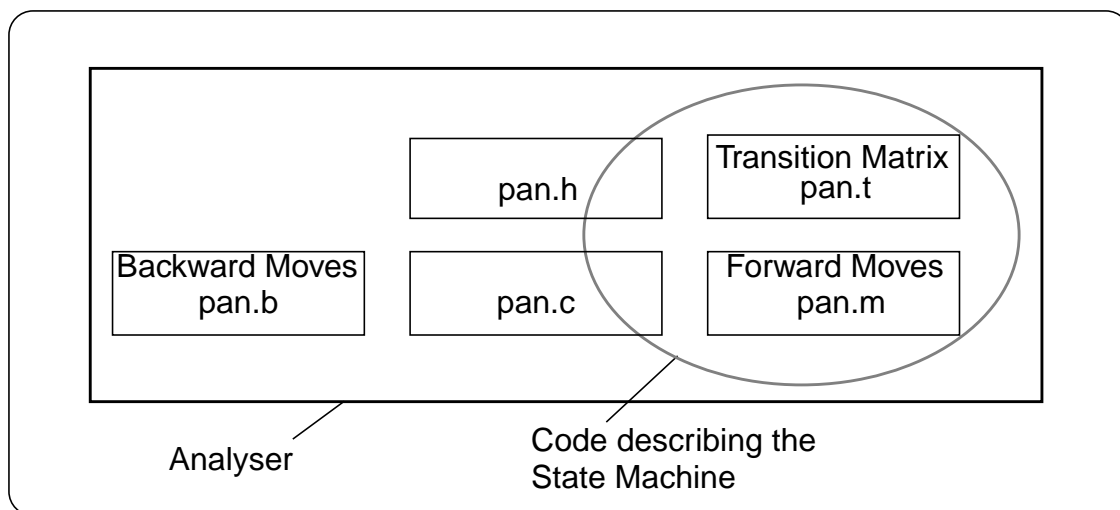 Transition Matrix
pan.t
pan.h
Backward Moves
pan.b
pan.c
Forward Moves
pan.m
Analyser
Code describing the
State Machine